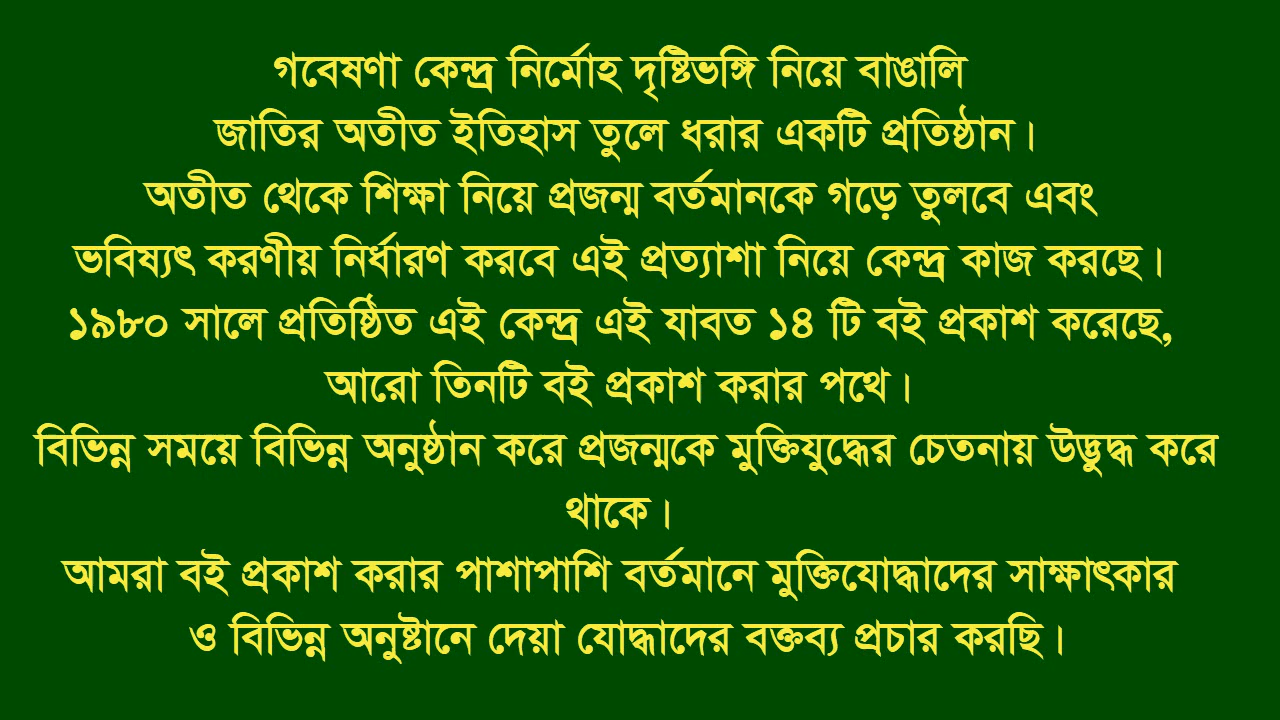 গবেষণা কেন্দ্র নির্মোহ দৃষ্টিভঙ্গি নিয়ে বাঙালি
জাতির অতীত ইতিহাস তুলে ধরার একটি প্রতিষ্ঠান।
অতীত থেকে শিক্ষা নিয়ে প্রজন্ম বর্তমানকে গড়ে তুলবে এবং
ভবিষ্যৎ করণীয় নির্ধারণ করবে এই প্রত্যাশা নিয়ে কেন্দ্র কাজ করছে।
১৯৮০ সালে প্রতিষ্ঠিত এই কেন্দ্র এই যাবত ১৪ টি বই প্রকাশ করেছে,
আরো তিনটি বই প্রকাশ করার পথে।
বিভিন্ন সময়ে বিভিন্ন অনুষ্ঠান করে প্রজন্মকে মুক্তিযুদ্ধের চেতনায় উদ্ভুদ্ধ করে
থাকে।
আমরা বই প্রকাশ করার পাশাপাশি বর্তমানে মুক্তিযোদ্ধাদের সাক্ষাৎকার
ও বিভিন্ন অনুষ্টানে দেয়া যোদ্ধাদের বক্তব্য প্রচার করছি।